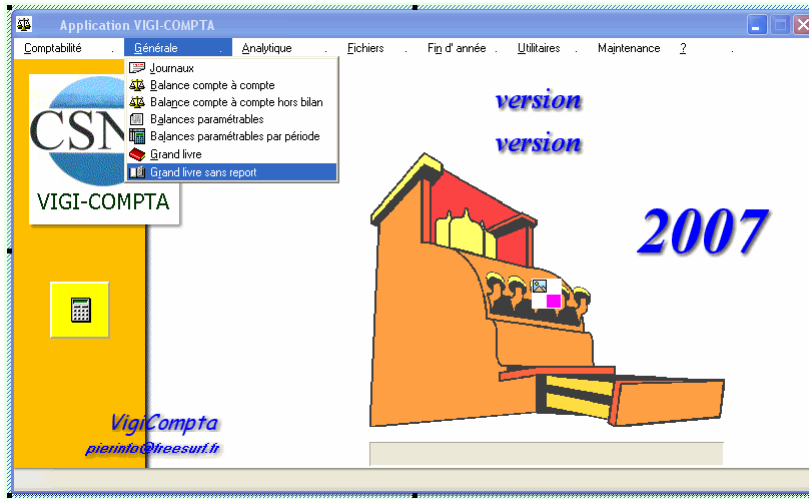 Application VIGI-COMPTA
Comptabilité . Générale . Analytique . Fichiers . Fin d' année . Utilitaires . Maintenance ? .
Journaux
Balance compte à compte
Balance compte à compte hors bilan
Balances paramétrables
Balances paramétrables par période
Grand livre
Grand livre sans report
CSN
VIGI-COMPTA
version
version
2007
VigiCompta
pierinfo@freesurf.fr